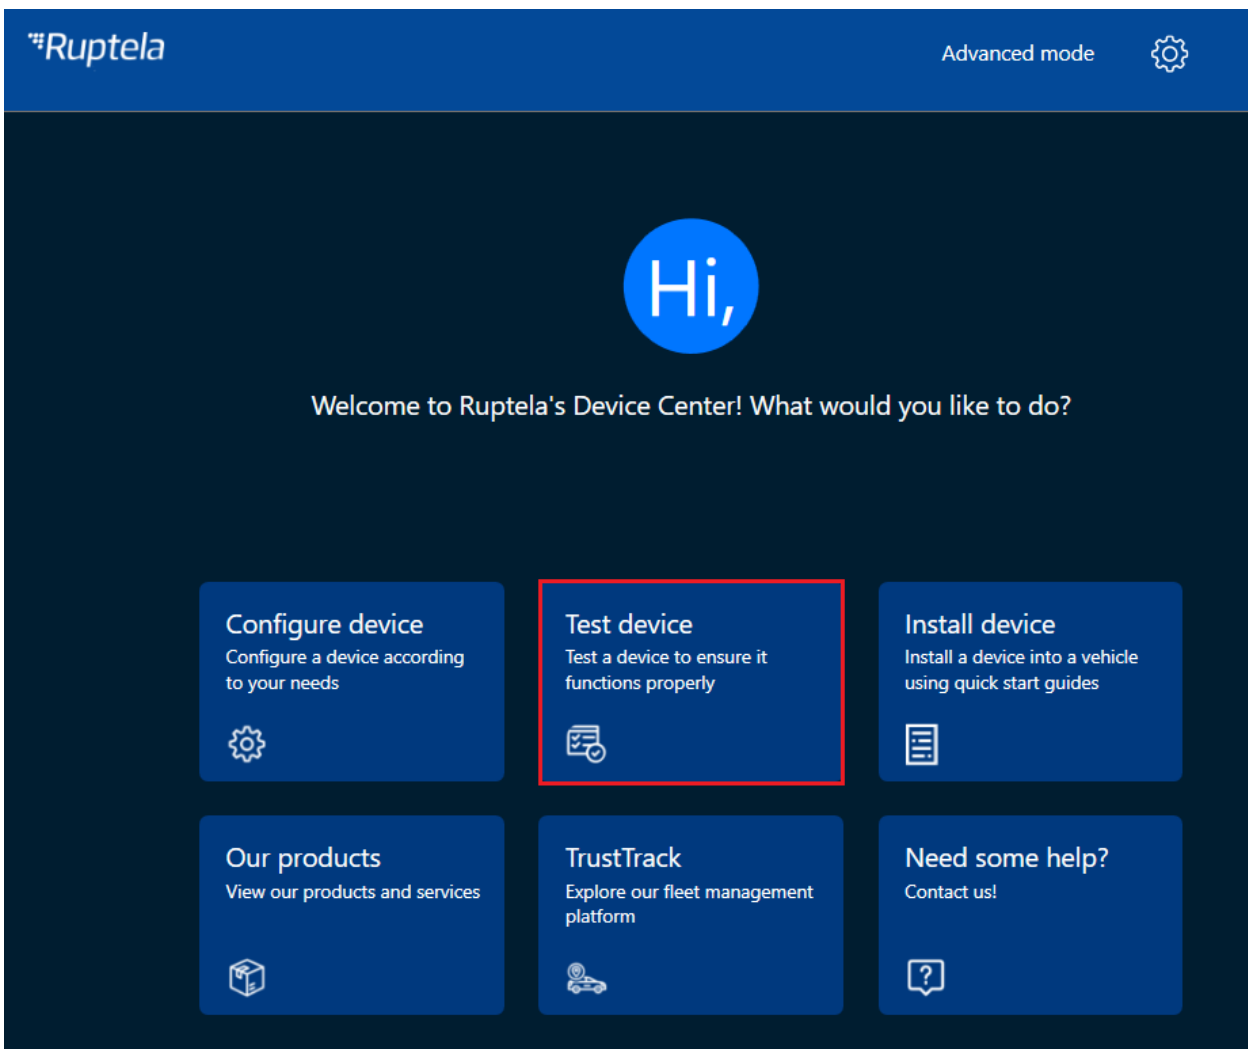 Ruptela
Advanced mode
Hi,
Welcome to Ruptela's Device Center! What would you like to do?
Configure device
Configure a device according
to your needs
Test device
Test a device to ensure it
functions properly
Install device
Install a device into a vehicle
using quick start guides
Our products
View our products and services
TrustTrack
Explore our fleet management
platform
Need some help?
Contact us!
?